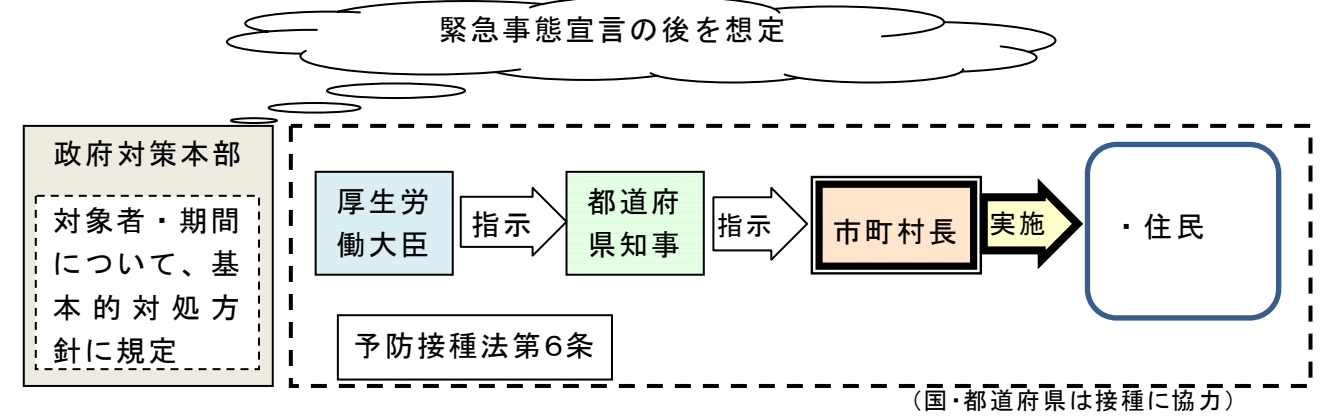 緊急事態宣言の後を想定
政府対策本部
対象者・期間
について、基
本的対処方
針に規定
厚生労
働大臣
指示
都道府
県知事
指示
市町村長
実施
・住民
予防接種法第6条
(国・都道府県は接種に協力)